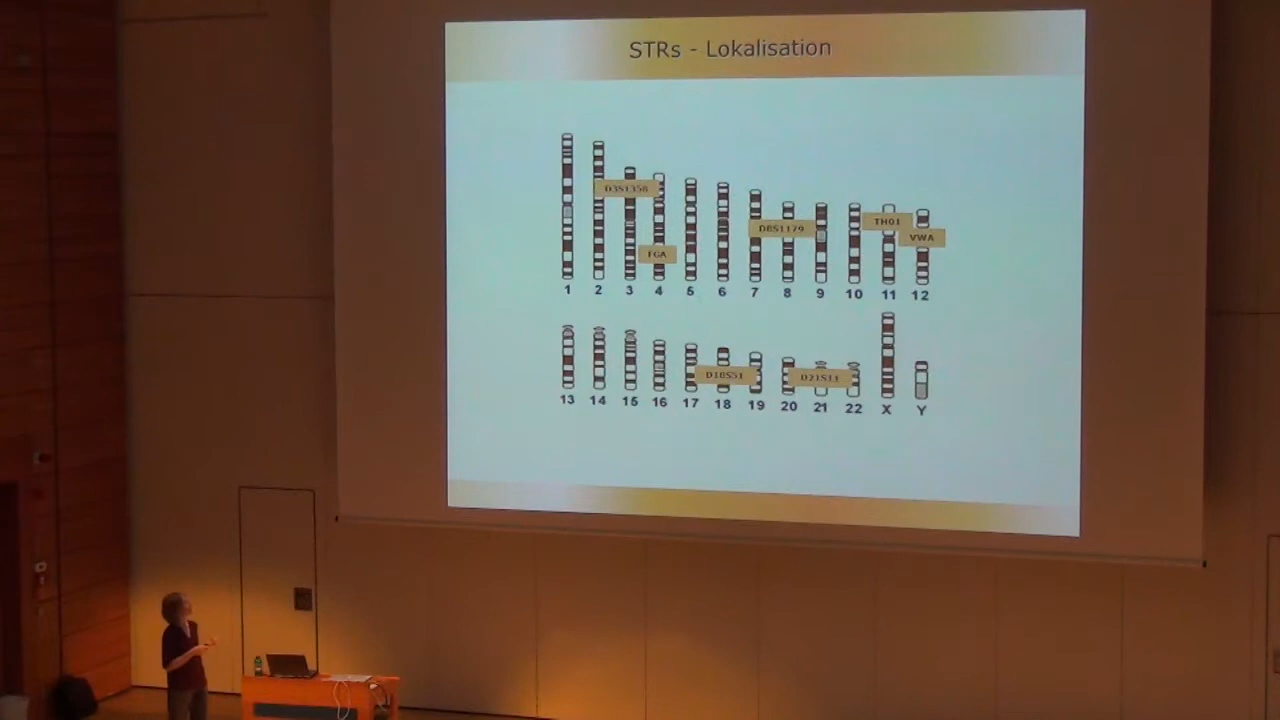 STRs - Lokalisation
D3S1358
FGA
D8S1179
TH01
VWA
1 2 3 4 5 6 7 8 9 10 11 12
D18S51
D21S11
13 14 15 16 17 18 19 20 21 22 X Y